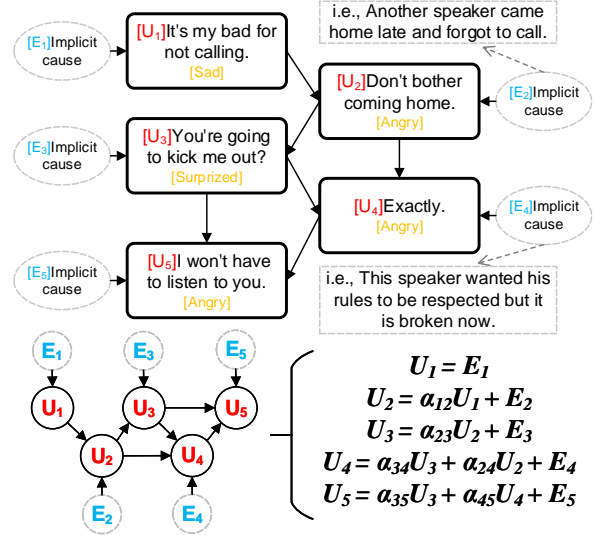 [E1]Implicit
cause
[U1]It's my bad for
not calling.
[Sad]
i.e., Another speaker came
home late and forgot to call.
[U2]Don't bother
coming home.
[Angry]
[E2]Implicit
cause
[E3]Implicit
cause
[U3]You're going
to kick me out?
[Surprized]
[U4]Exactly.
[Angry]
[E4]Implicit
cause
[E5]Implicit
cause
[U5]I won't have
to listen to you.
[Angry]
i.e., This speaker wanted his
rules to be respected but it
is broken now.
E1 E3 E5
U1 U3 U5
U2 U4
E2 E4
U1 = E1
U2 = α12U1 + E2
U3 = α23U2 + E3
U4 = α34U3 + α24U2 + E4
U5 = α35U3 + α45U4 + E5